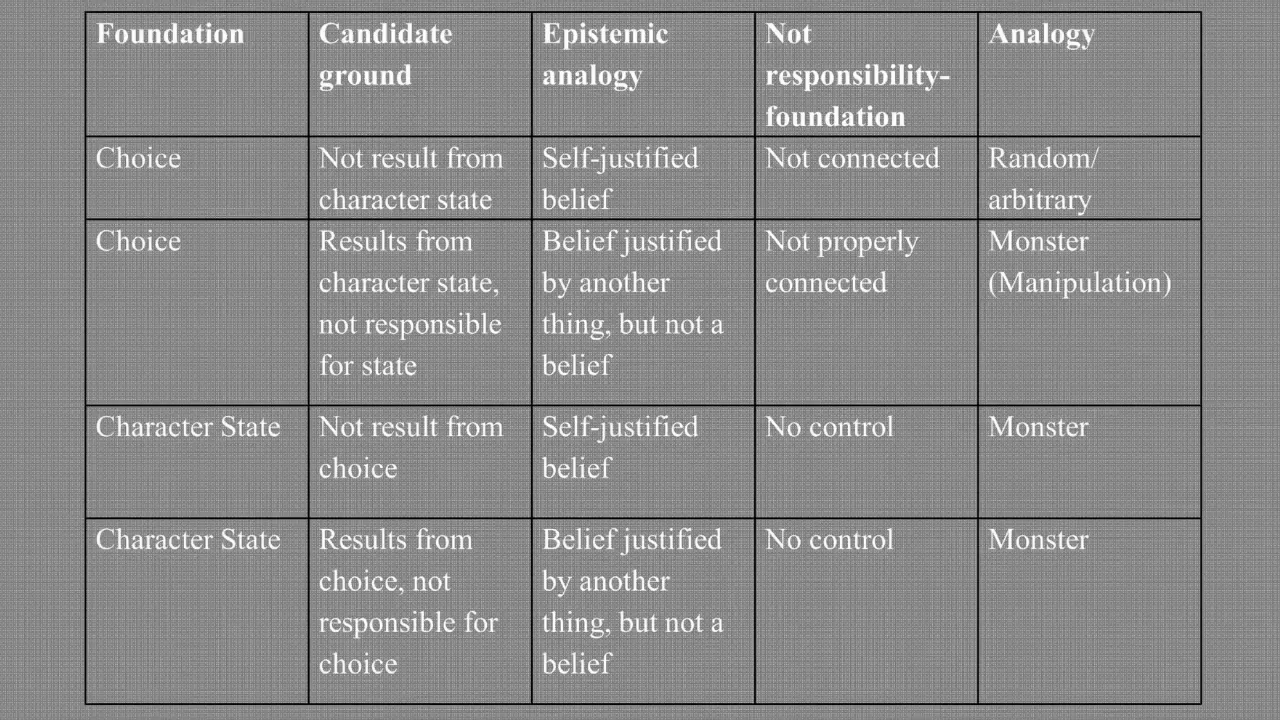 Foundation
Candidate
ground
Epistemic
analogy
Not
responsibility-
foundation
Analogy
Choice
Not result from
character state
Self-justified
belief
Not connected
Random/
arbitrary
Choice
Results from
character state,
not responsible
for state
Belief justified
by another
thing, but not a
belief
Not properly
connected
Monster
(Manipulation)
Character State
Not result from
choice
Self-justified
belief
No control
Monster
Character State
Results from
choice, not
responsible for
choice
Belief justified
by another
thing, but not a
belief
No control
Monster